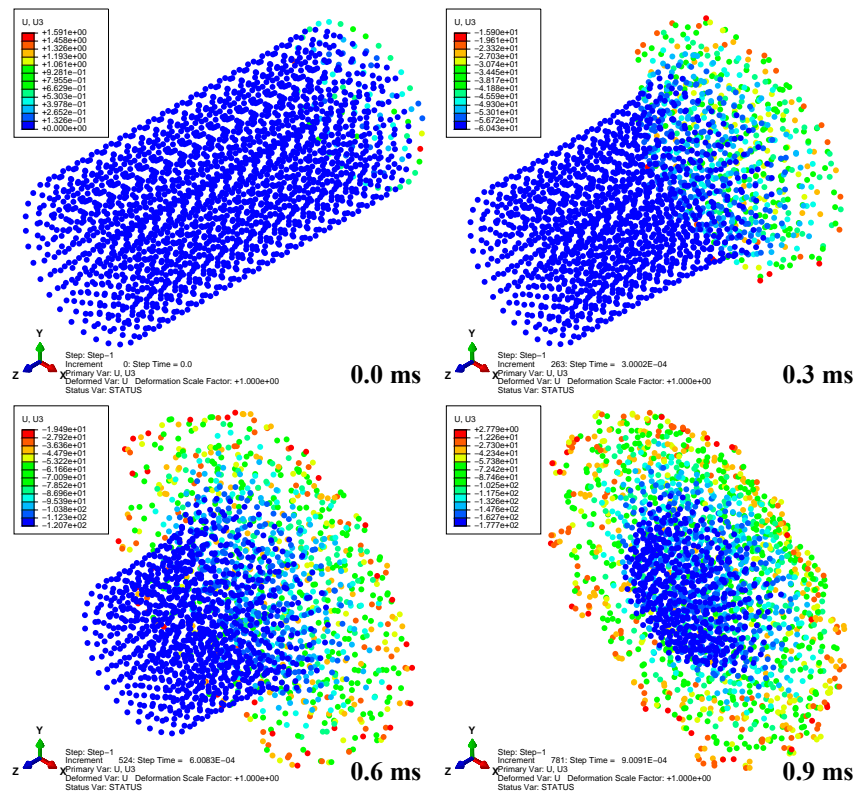 U, U3
+1.591e+00
+1.458e+00
+1.326e+00
+1.193e+00
+1.061e+00
+9.281e−01
+7.955e−01
+6.629e−01
+5.303e−01
+3.978e−01
+2.652e−01
+1.326e−01
+0.000e+00
Y
Z X
Step: Step-1
Increment 0: Step Time = 0.0
Primary Var: U, U3
Deformed Var: U Deformation Scale Factor: +1.000e+00
Status Var: STATUS
0.0 ms
U, U3
−1.590e+01
−1.961e+01
−2.332e+01
−2.703e+01
−3.074e+01
−3.445e+01
−3.817e+01
−4.188e+01
−4.559e+01
−4.930e+01
−5.301e+01
−5.672e+01
−6.043e+01
Y
Z X
Step: Step-1
Increment 263: Step Time = 3.0002E−04
Primary Var: U, U3
Deformed Var: U Deformation Scale Factor: +1.000e+00
Status Var: STATUS
0.3 ms
U, U3
−1.949e+01
−2.792e+01
−3.636e+01
−4.479e+01
−5.322e+01
−6.166e+01
−7.009e+01
−7.852e+01
−8.696e+01
−9.539e+01
−1.038e+02
−1.123e+02
−1.207e+02
Y
Z X
Step: Step-1
Increment 524: Step Time = 6.0083E−04
Primary Var: U, U3
Deformed Var: U Deformation Scale Factor: +1.000e+00
Status Var: STATUS
0.6 ms
U, U3
+2.779e+00
−1.226e+01
−2.730e+01
−4.234e+01
−5.738e+01
−7.242e+01
−8.746e+01
−1.025e+02
−1.175e+02
−1.326e+02
−1.476e+02
−1.627e+02
−1.777e+02
Y
Z X
Step: Step-1
Increment 781: Step Time = 9.0091E−04
Primary Var: U, U3
Deformed Var: U Deformation Scale Factor: +1.000e+00
Status Var: STATUS
0.9 ms